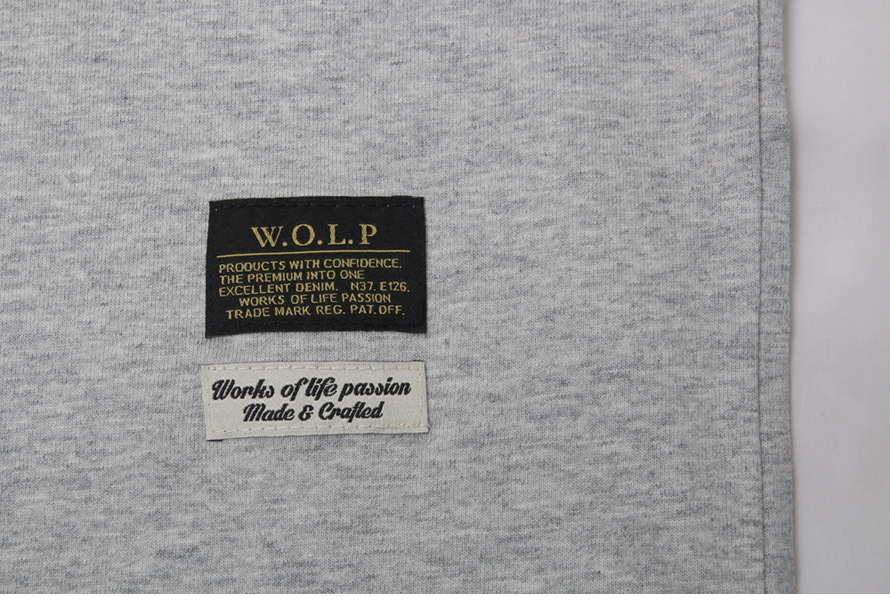 W.O.L.P
PRODUCTS WITH CONFIDENCE.
THE PREMIUM INTO ONE
EXCELLENT DENIM. N37. E126.
WORKS OF LIFE PASSION
TRADE MARK REG. PAT. OFF.
Works of life passion
Made & Crafted